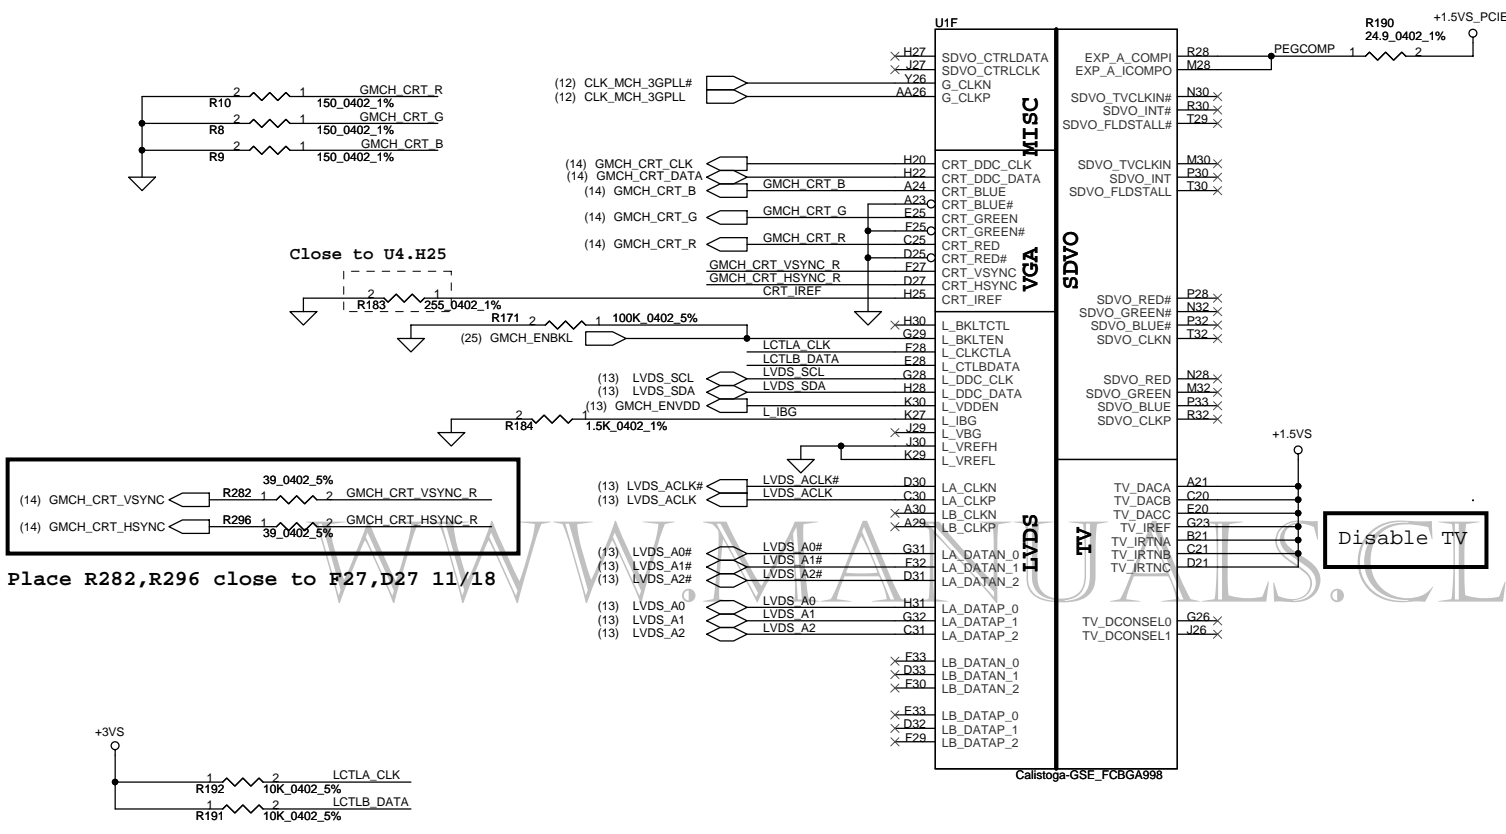 U1F
R190
24.9_0402_1%
+1.5VS_PCIE
PEGCOMP 1 2
R10 2 1 GMCH_CRT_R
150_0402_1%
R8 2 1 GMCH_CRT_G
150_0402_1%
R9 2 1 GMCH_CRT_B
150_0402_1%
Close to U4.H25
R183 2 1 255_0402_1%
CRT_IREF
R171 2 1 100K_0402_5%
(25) GMCH_ENBKL
R184 2 1 1.5K_0402_1%
L_IBG
(12) CLK_MCH_3GPLL#
(12) CLK_MCH_3GPLL
(14) GMCH_CRT_CLK
(14) GMCH_CRT_DATA
(14) GMCH_CRT_B GMCH_CRT_B
(14) GMCH_CRT_G GMCH_CRT_G
(14) GMCH_CRT_R GMCH_CRT_R
GMCH_CRT_VSYNC_R
GMCH_CRT_HSYNC_R
LCTLA_CLK
LCTLB_DATA
(13) LVDS_SCL LVDS_SCL
(13) LVDS_SDA LVDS_SDA
(13) GMCH_ENVDD
(13) LVDS_ACLK# LVDS_ACLK#
(13) LVDS_ACLK LVDS_ACLK
(13) LVDS_A0# LVDS_A0#
(13) LVDS_A1# LVDS_A1#
(13) LVDS_A2# LVDS_A2#
(13) LVDS_A0 LVDS_A0
(13) LVDS_A1 LVDS_A1
(13) LVDS_A2 LVDS_A2
H27 SDVO_CTRLDATA
J27 SDVO_CTRLCLK
Y26 G_CLKN
AA26 G_CLKP
MISC
H20 CRT_DDC_CLK
H22 CRT_DDC_DATA
A24 CRT_BLUE
A23 CRT_BLUE#
E25 CRT_GREEN
F25 CRT_GREEN#
C25 CRT_RED
D25 CRT_RED#
F27 CRT_VSYNC
D27 CRT_HSYNC
H25 CRT_IREF
VGA
H30 L_BKLTCTL
G29 L_BKLTEN
F28 L_CLKCTLA
E28 L_CTLBDATA
G28 L_DDC_CLK
H28 L_DDC_DATA
K30 L_VDDEN
K27 L_IBG
J29 L_VBG
J30 L_VREFH
K29 L_VREFL
D30 LA_CLKN
C30 LA_CLKP
A30 LB_CLKN
A29 LB_CLKP
LVDS
G31 LA_DATAN_0
F32 LA_DATAN_1
D31 LA_DATAN_2
H31 LA_DATAP_0
G32 LA_DATAP_1
C31 LA_DATAP_2
F33 LB_DATAN_0
D33 LB_DATAN_1
F30 LB_DATAN_2
E33 LB_DATAP_0
D32 LB_DATAP_1
F29 LB_DATAP_2
EXP_A_COMPI R28
EXP_A_ICOMPO M28
SDVO_TVCLKIN# N30
SDVO_INT# R30
SDVO_FLDSTALL# T29
SDVO_TVCLKIN M30
SDVO_INT P30
SDVO_FLDSTALL T30
SDVO
SDVO_RED# P28
SDVO_GREEN# N32
SDVO_BLUE# P32
SDVO_CLKN T32
SDVO_RED N28
SDVO_GREEN M32
SDVO_BLUE P33
SDVO_CLKP R32
+1.5VS
TV_DACA A21
TV_DACB C20
TV_DACC E20
TV_IREF G23
TV_IRTNA B21
TV_IRTNB C21
TV_IRTNC D21
TV
TV_DCONSEL0 G26
TV_DCONSEL1 J26
Disable TV
Calistoga-GSE_FCBGA998
39_0402_5%
(14) GMCH_CRT_VSYNC R282 1 2 GMCH_CRT_VSYNC_R
(14) GMCH_CRT_HSYNC R296 1 2 GMCH_CRT_HSYNC_R
39_0402_5%
Place R282,R296 close to F27,D27 11/18
WWW.MANUALS.CL
+3VS
R192 1 2 LCTLA_CLK
10K_0402_5%
R191 1 2 LCTLB_DATA
10K_0402_5%